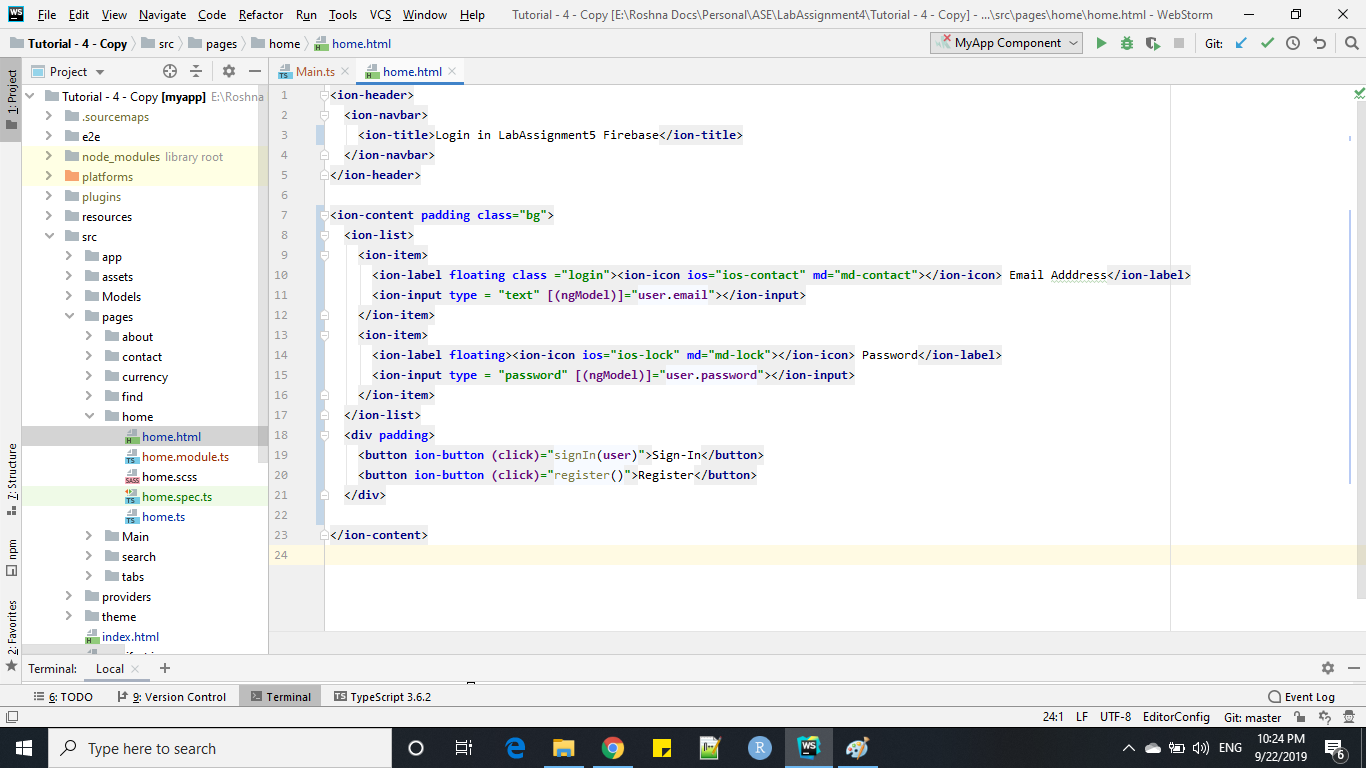 File Edit View Navigate Code Refactor Run Tools VCS Window Help Tutorial - 4 - Copy [E:\Roshna Docs\Personal\ASE\LabAssignment4\Tutorial - 4 - Copy] - ...\src\pages\home\home.html - WebStorm
Tutorial - 4 - Copy src pages home home.html MyApp Component Git:
1: Project
Project
Main.ts home.html
Tutorial - 4 - Copy [myapp] E:\Roshna
.sourcemaps
e2e
node_modules library root
platforms
plugins
resources
src
app
assets
Models
pages
about
contact
currency
find
home
home.html
home.module.ts
home.scss
home.spec.ts
home.ts
Main
search
tabs
providers
theme
index.html
1 <ion-header>
2 <ion-navbar>
3 <ion-title>Login in LabAssignment5 Firebase</ion-title>
4 </ion-navbar>
5 </ion-header>
6
7 <ion-content padding class="bg">
8 <ion-list>
9 <ion-item>
10 <ion-label floating class ="login"><ion-icon ios="ios-contact" md="md-contact"></ion-icon> Email Adddress</ion-label>
11 <ion-input type = "text" [(ngModel)]="user.email"></ion-input>
12 </ion-item>
13 <ion-item>
14 <ion-label floating><ion-icon ios="ios-lock" md="md-lock"></ion-icon> Password</ion-label>
15 <ion-input type = "password" [(ngModel)]="user.password"></ion-input>
16 </ion-item>
17 </ion-list>
18 <div padding>
19 <button ion-button (click)="signIn(user)">Sign-In</button>
20 <button ion-button (click)="register()">Register</button>
21 </div>
22
23 </ion-content>
24
7: Structure
npm
2: Favorites
Terminal: Local
6: TODO 9: Version Control Terminal TypeScript 3.6.2 Event Log
24:1 LF UTF-8 EditorConfig Git: master
Type here to search
ENG
10:24 PM
9/22/2019
6